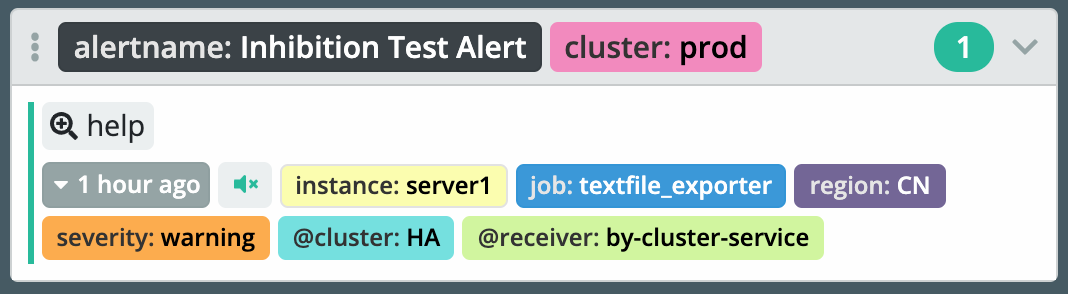 alertname: Inhibition Test Alert cluster: prod 1
help
1 hour ago instance: server1 job: textfile_exporter region: CN
severity: warning @cluster: HA @receiver: by-cluster-service